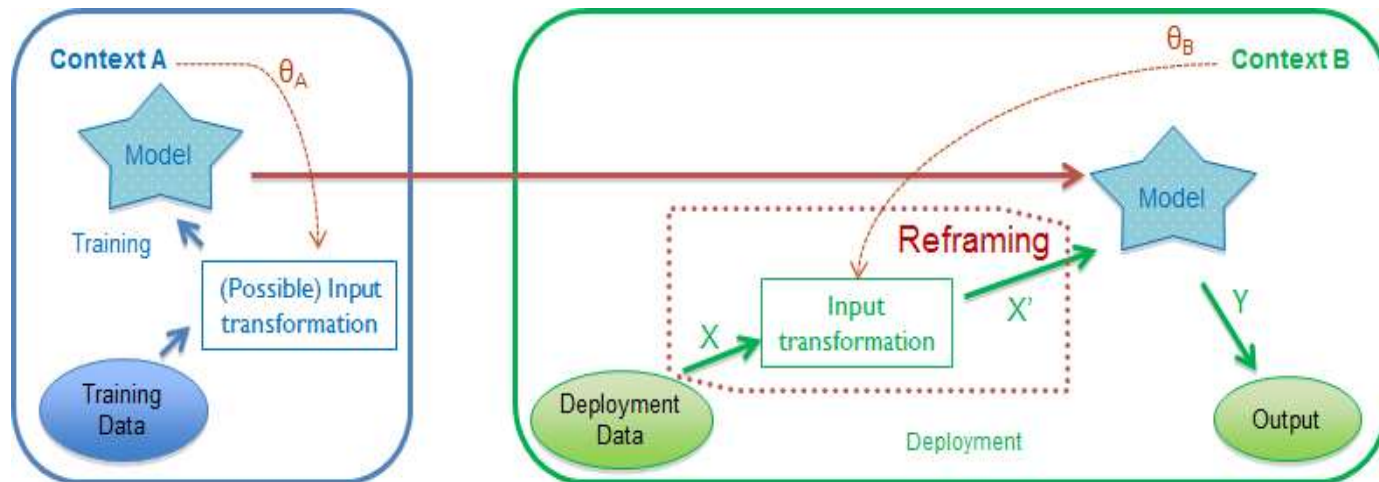 Context A
θA
Model
Training
(Possible) Input
transformation
Training
Data
θB
Context B
Model
Reframing
Input
transformation
X
X'
Y
Deployment
Data
Deployment
Output